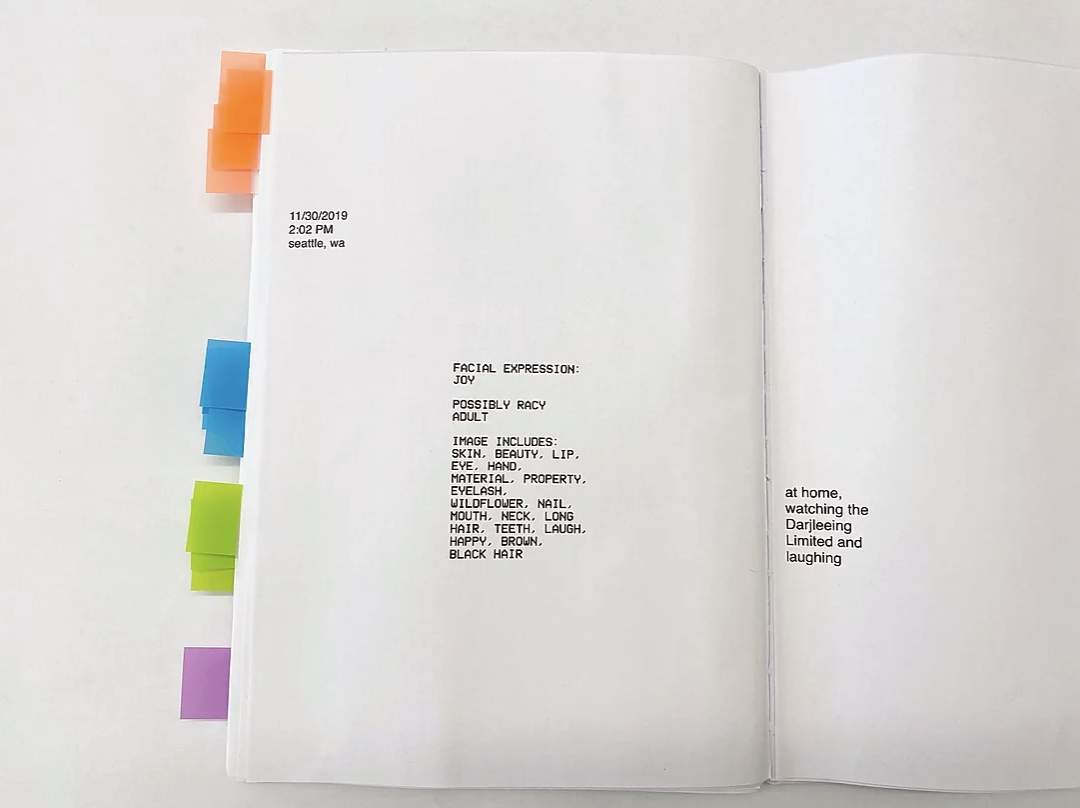 11/30/2019
2:02 PM
seattle, wa
FACIAL EXPRESSION:
JOY
POSSIBLY RACY
ADULT
IMAGE INCLUDES:
SKIN, BEAUTY, LIP,
EYE, HAND,
MATERIAL, PROPERTY,
EYELASH,
WILDFLOWER, NAIL,
MOUTH, NECK, LONG
HAIR, TEETH, LAUGH,
HAPPY, BROWN,
BLACK HAIR
at home,
watching the
Darjleeing
Limited and
laughing